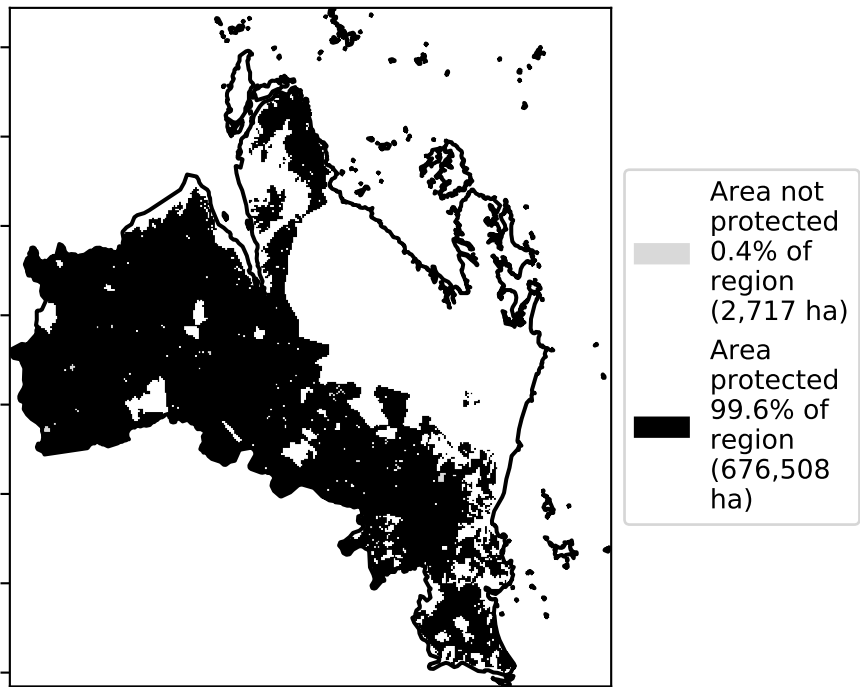 Area not
protected
0.4% of
region
(2,717 ha)
Area
protected
99.6% of
region
(676,508
ha)